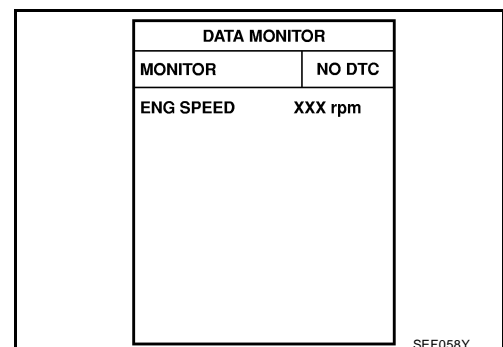 DATA MONITOR
MONITOR NO DTC
ENG SPEED XXX rpm
SEF058Y